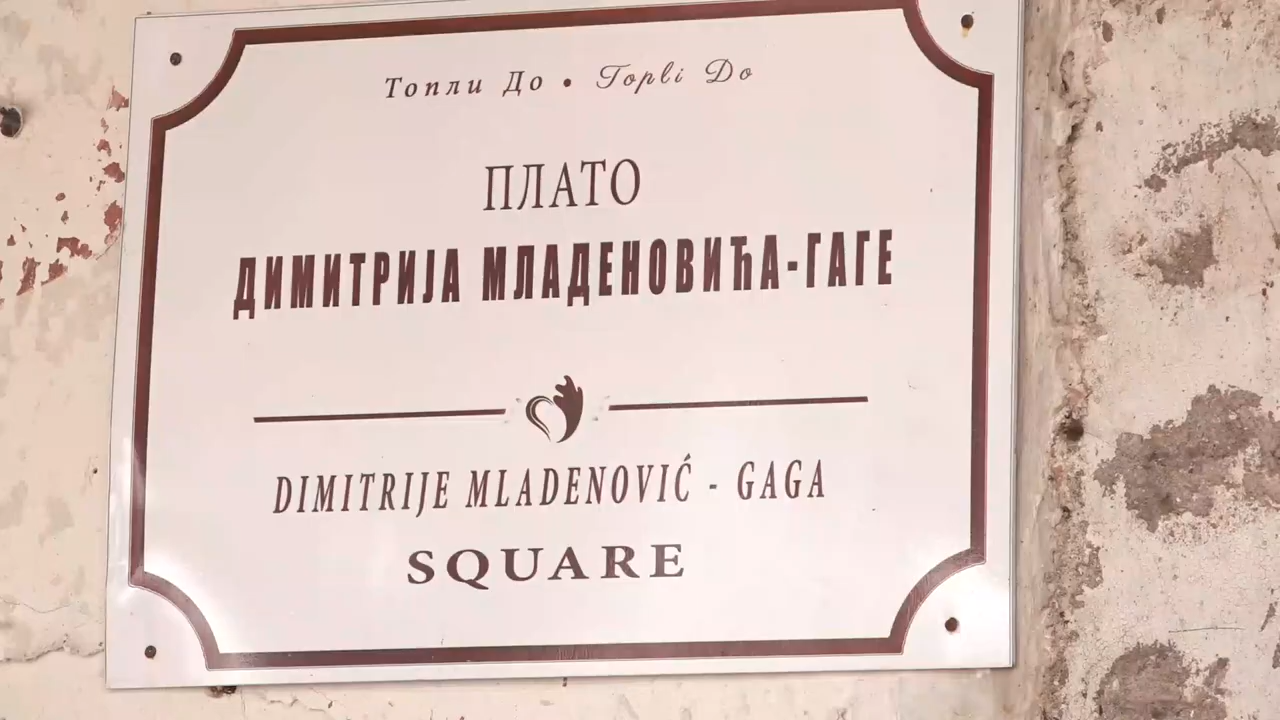 Топли До • Topli Do
ПЛАТО
ДИМИТРИЈА МЛАДЕНОВИЋА-ГАГЕ
DIMITRIJE MLADENOVIĆ - GAGA
SQUARE